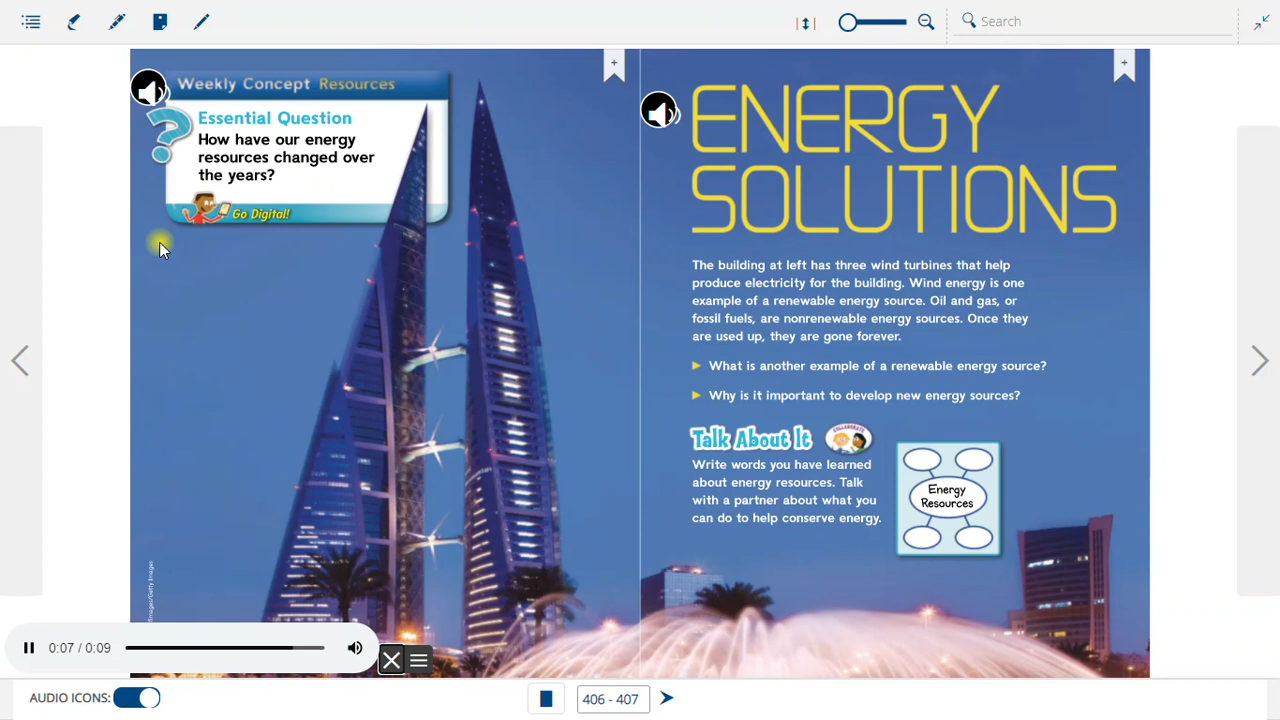 Search
+
+
Weekly Concept Resources
Essential Question
How have our energy
resources changed over
the years?
Go Digital!
ENERGY
SOLUTIONS
The building at left has three wind turbines that help
produce electricity for the building. Wind energy is one
example of a renewable energy source. Oil and gas, or
fossil fuels, are nonrenewable energy sources. Once they
are used up, they are gone forever.
What is another example of a renewable energy source?
Why is it important to develop new energy sources?
Talk About It
COLLABORATE
Write words you have learned
about energy resources. Talk
with a partner about what you
can do to help conserve energy.
Energy
Resources
Images/Getty Images
0:07 / 0:09
AUDIO ICONS:
406 - 407